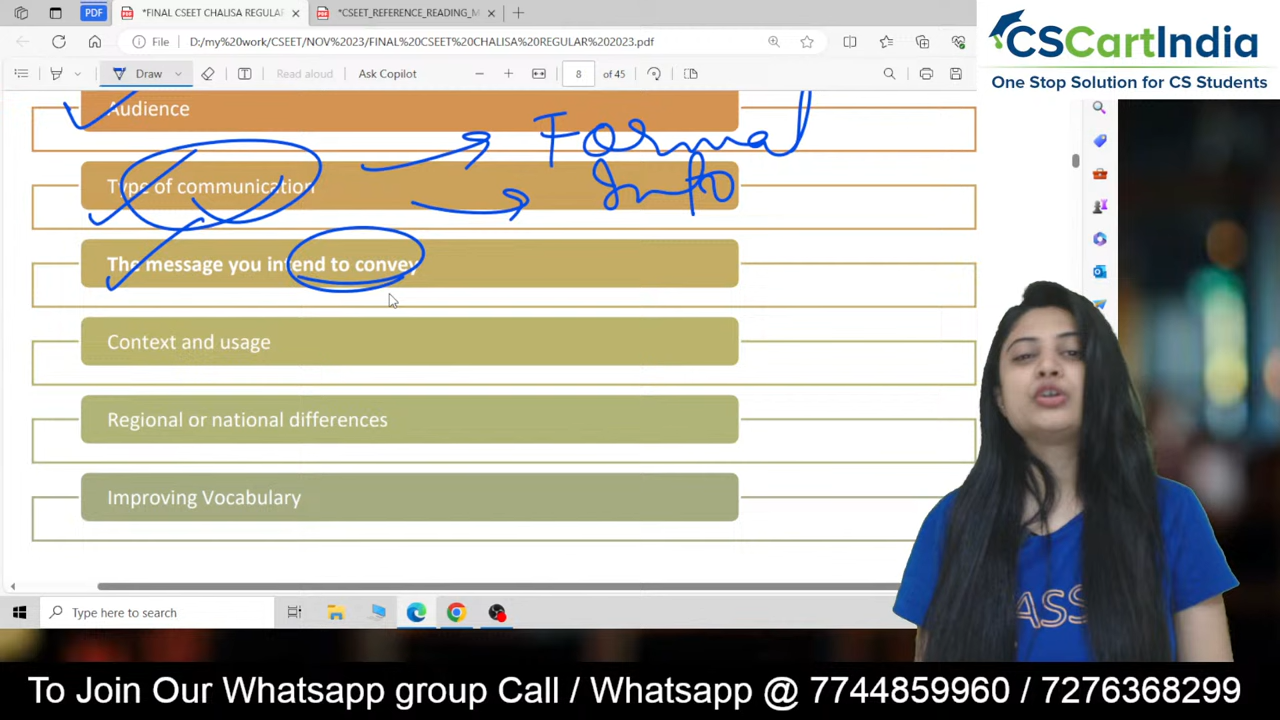 PDF
*FINAL CSEET CHALISA REGULAR
*CSEET_REFERENCE_READING_M
File
D:/my%20work/CSEET/NOV%2023/FINAL%20CSEET%20CHALISA%20REGULAR%202023.pdf
Draw
Read aloud
Ask Copilot
8
of 45
CSCartIndia
One Stop Solution for CS Students
Audience
Formal
Type of communication
Info
The message you intend to convey
Context and usage
Regional or national differences
Improving Vocabulary
ASS
Type here to search
To Join Our Whatsapp group Call / Whatsapp @ 7744859960 / 7276368299